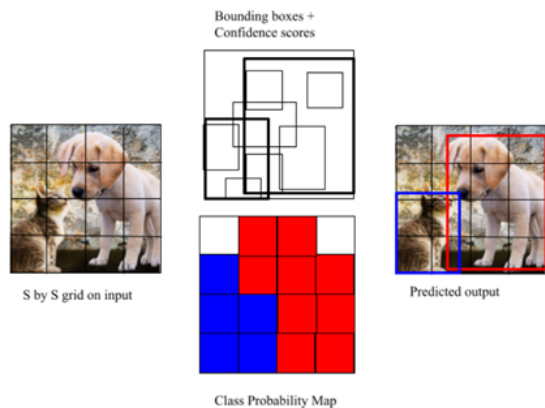 Bounding boxes +
Confidence scores
S by S grid on input
Predicted output
Class Probability Map